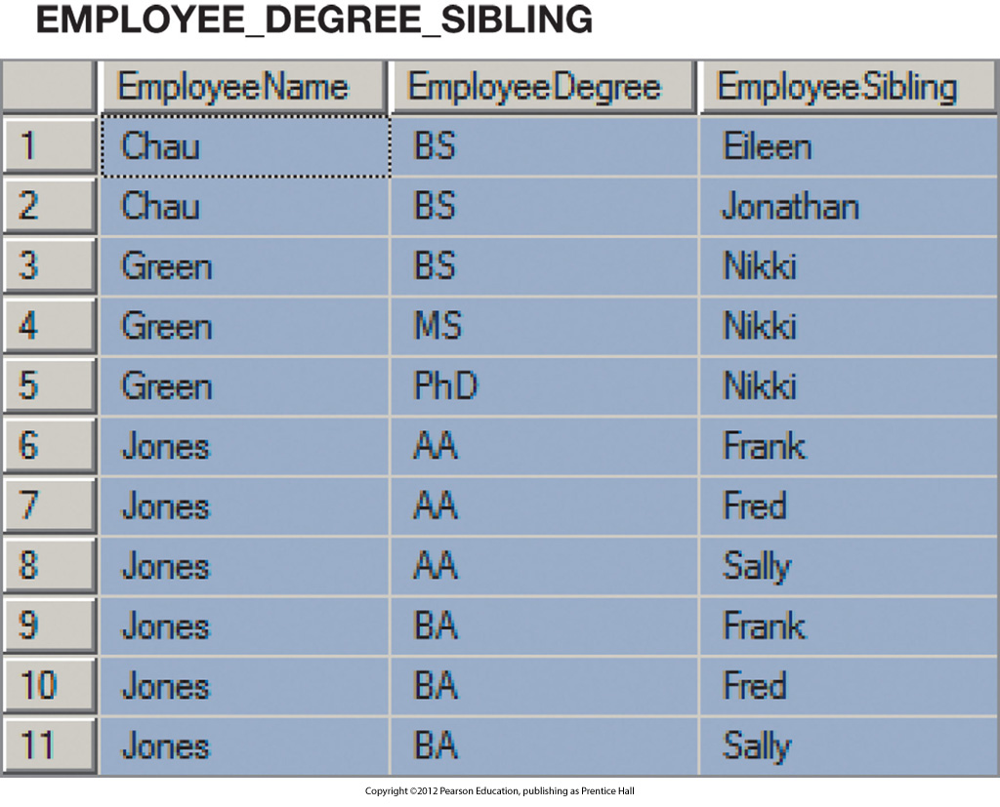 EMPLOYEE_DEGREE_SIBLING
EmployeeName EmployeeDegree EmployeeSibling
1 Chau BS Eileen
2 Chau BS Jonathan
3 Green BS Nikki
4 Green MS Nikki
5 Green PhD Nikki
6 Jones AA Frank
7 Jones AA Fred
8 Jones AA Sally
9 Jones BA Frank
10 Jones BA Fred
11 Jones BA Sally
Copyright ©2012 Pearson Education, publishing as Prentice Hall